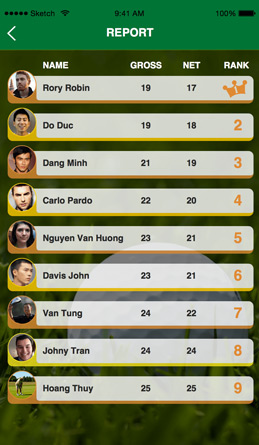 Sketch 9:41 AM 100%
REPORT
NAME GROSS NET RANK
Rory Robin 19 17 1
Do Duc 19 18 2
Dang Minh 21 19 3
Carlo Pardo 22 20 4
Nguyen Van Huong 23 21 5
Davis John 23 21 6
Van Tung 24 22 7
Johny Tran 24 24 8
Hoang Thuy 25 25 9